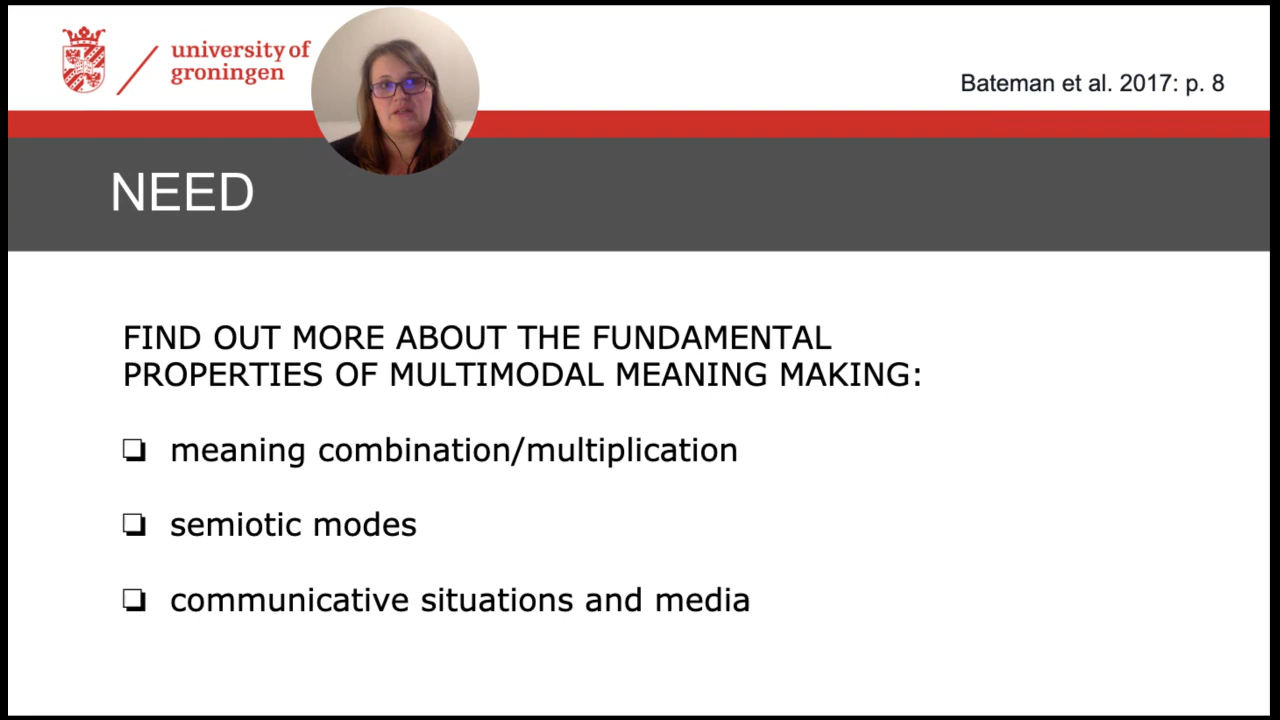 university of
groningen
Bateman et al. 2017: p. 8
NEED
FIND OUT MORE ABOUT THE FUNDAMENTAL
PROPERTIES OF MULTIMODAL MEANING MAKING:
meaning combination/multiplication
semiotic modes
communicative situations and media